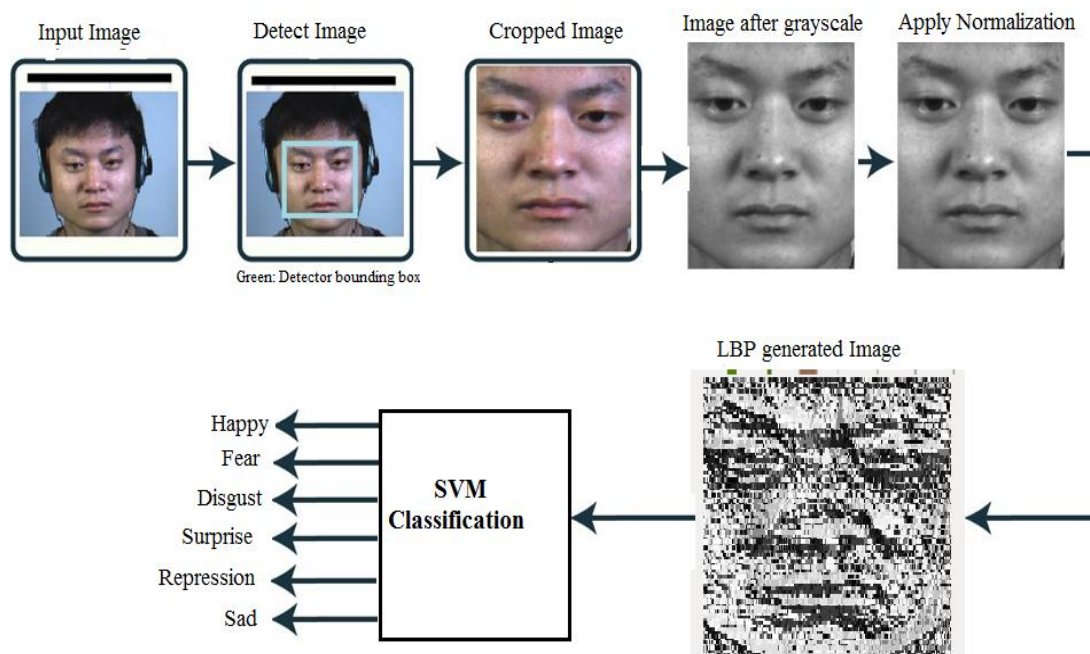 Input Image
Detect Image
Cropped Image
Image after grayscale
Apply Normalization
Green: Detector bounding box
LBP generated Image
Happy
Fear
Disgust
Surprise
Repression
Sad
SVM
Classification